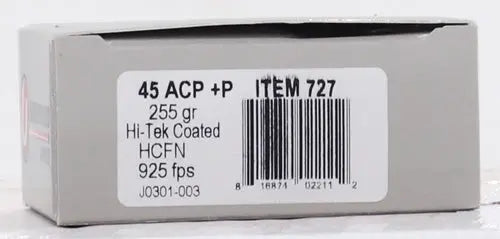 45 ACP +P ITEM 727
255 gr
Hi-Tek Coated
HCFN
925 fps
J0301-003
8 16874 02211 2